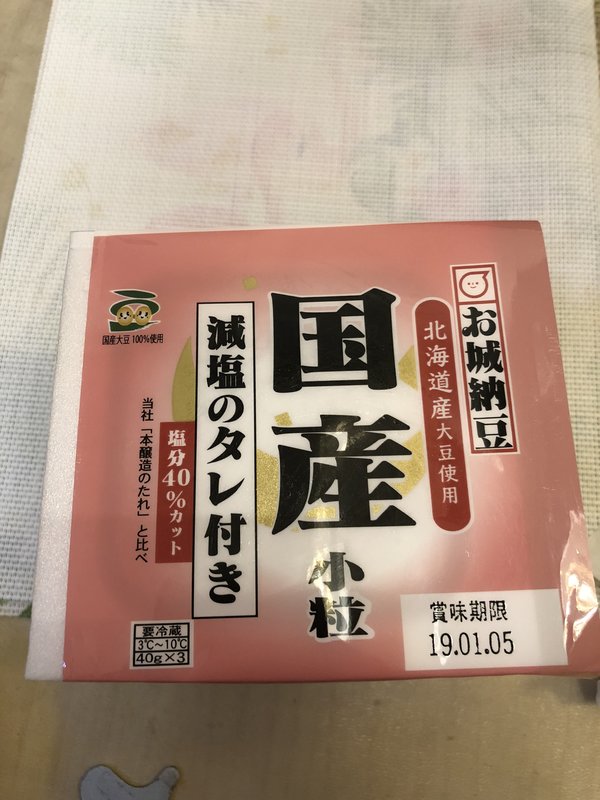 お城納豆
北海道産大豆使用
国産
小粒
減塩のタレ付き
塩分40%カット
当社「本醸造のたれ」と比べ
国産大豆100%使用
要冷蔵
3℃〜10℃
40g×3
賞味期限
19.01.05